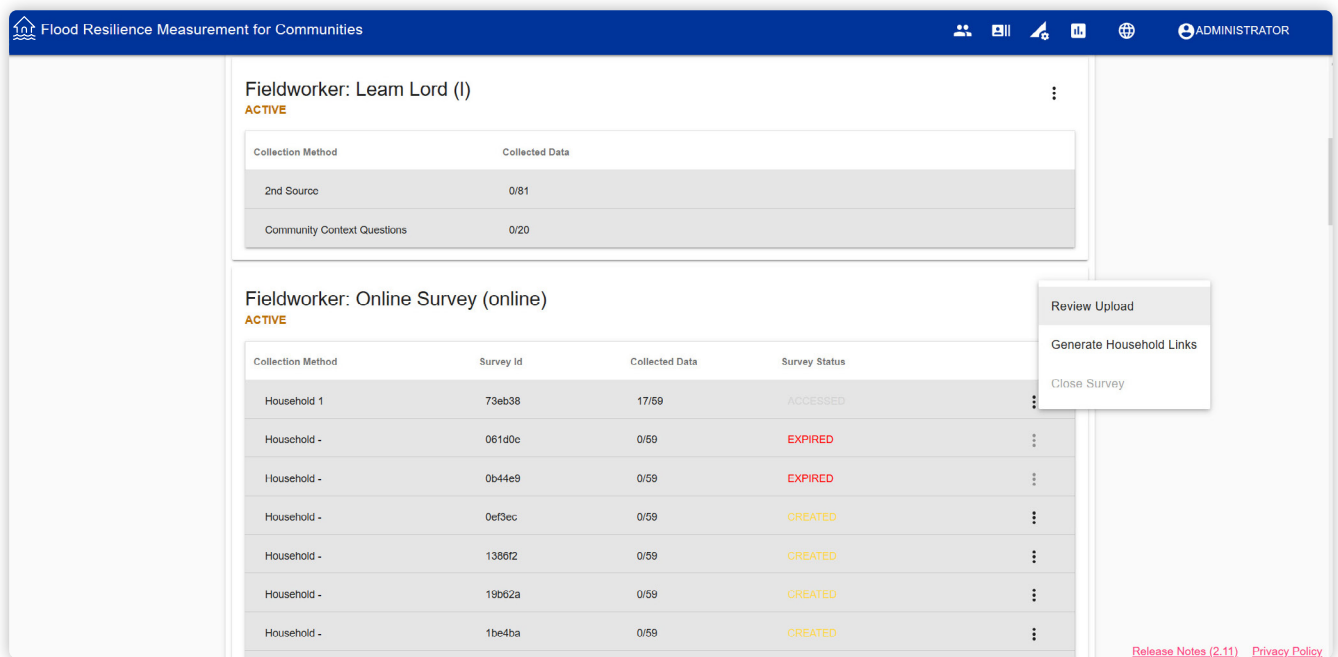 Flood Resilience Measurement for Communities
ADMINISTRATOR
Fieldworker: Leam Lord (l)
ACTIVE
Collection Method Collected Data
2nd Source 0/81
Community Context Questions 0/20
Fieldworker: Online Survey (online)
ACTIVE
Review Upload
Generate Household Links
Close Survey
Collection Method Survey Id Collected Data Survey Status
Household 1 73eb38 17/59 ACCESSED
Household - 061d0c 0/59 EXPIRED
Household - 0b44e9 0/59 EXPIRED
Household - 0ef3ec 0/59 CREATED
Household - 1386f2 0/59 CREATED
Household - 19b62a 0/59 CREATED
Household - 1be4ba 0/59 CREATED
Release Notes (2.11) Privacy Policy